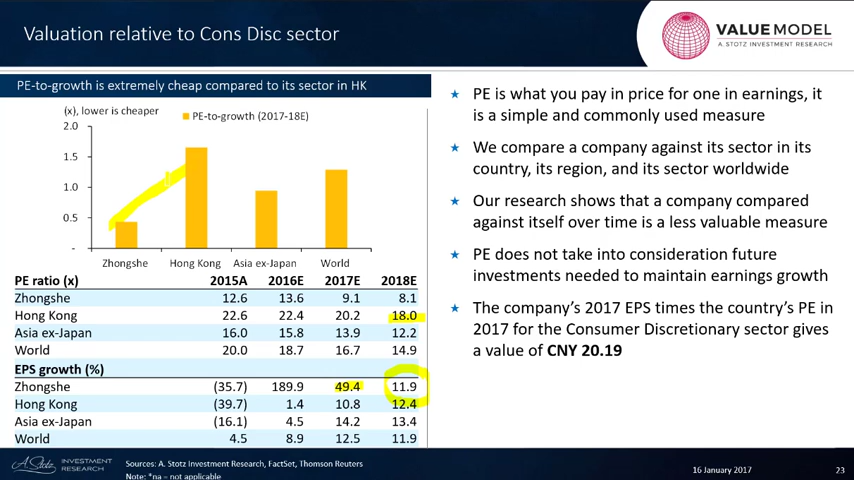 Valuation relative to Cons Disc sector
VALUE MODEL
A. STOTZ INVESTMENT RESEARCH
PE-to-growth is extremely cheap compared to its sector in HK
(x), lower is cheaper
PE-to-growth (2017-18E)
2.0
1.5
1.0
0.5
-
Zhongshe Hong Kong Asia ex-Japan World
PE ratio (x) 2015A 2016E 2017E 2018E
Zhongshe 12.6 13.6 9.1 8.1
Hong Kong 22.6 22.4 20.2 18.0
Asia ex-Japan 16.0 15.8 13.9 12.2
World 20.0 18.7 16.7 14.9
EPS growth (%)
Zhongshe (35.7) 189.9 49.4 11.9
Hong Kong (39.7) 1.4 10.8 12.4
Asia ex-Japan (16.1) 4.5 14.2 13.4
World 4.5 8.9 12.5 11.9
★ PE is what you pay in price for one in earnings, it
is a simple and commonly used measure
★ We compare a company against its sector in its
country, its region, and its sector worldwide
★ Our research shows that a company compared
against itself over time is a less valuable measure
★ PE does not take into consideration future
investments needed to maintain earnings growth
★ The company's 2017 EPS times the country's PE in
2017 for the Consumer Discretionary sector gives
a value of CNY 20.19
A. Stotz INVESTMENT
RESEARCH
Sources: A. Stotz Investment Research, FactSet, Thomson Reuters
Note: *na = not applicable
16 January 2017
23